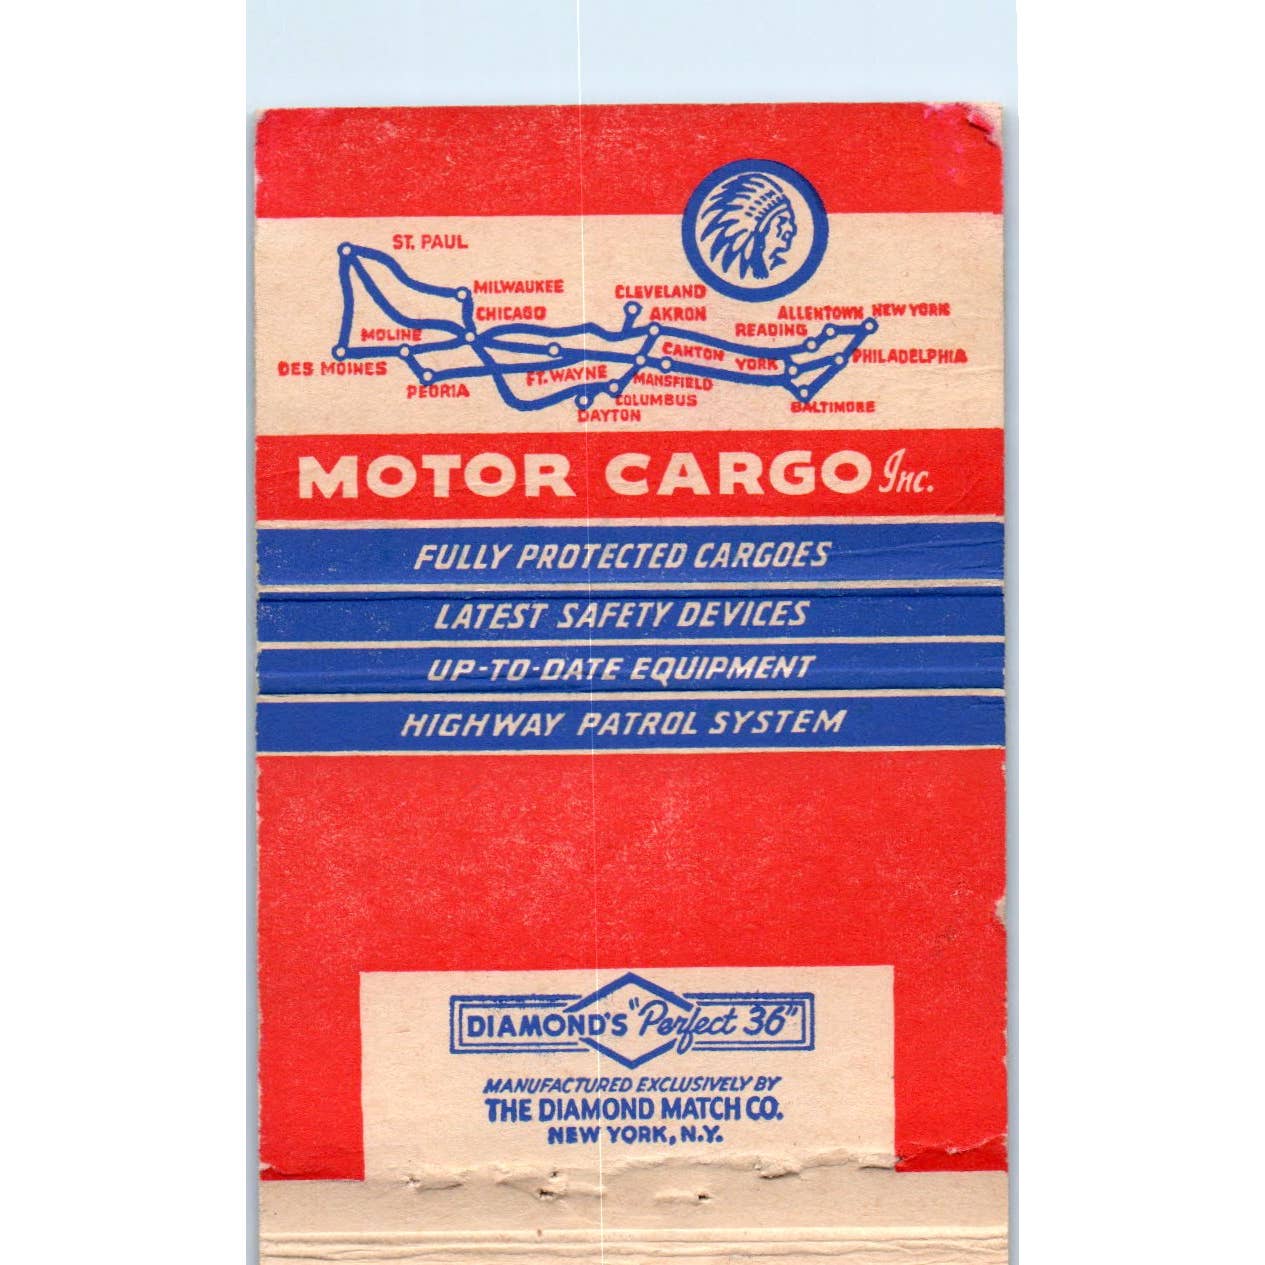 ST. PAUL
MILWAUKEE
CHICAGO
CLEVELAND
AKRON
ALLENTOWN NEW YORK
READING
MOLINE
DES MOINES
PEORIA
FT. WAYNE
CANTON
YORK
PHILADELPHIA
MANSFIELD
COLUMBUS
DAYTON
BALTIMORE
MOTOR CARGO Inc.
FULLY PROTECTED CARGOES
LATEST SAFETY DEVICES
UP-TO-DATE EQUIPMENT
HIGHWAY PATROL SYSTEM
DIAMOND'S "Perfect 36"
MANUFACTURED EXCLUSIVELY BY
THE DIAMOND MATCH CO.
NEW YORK, N.Y.